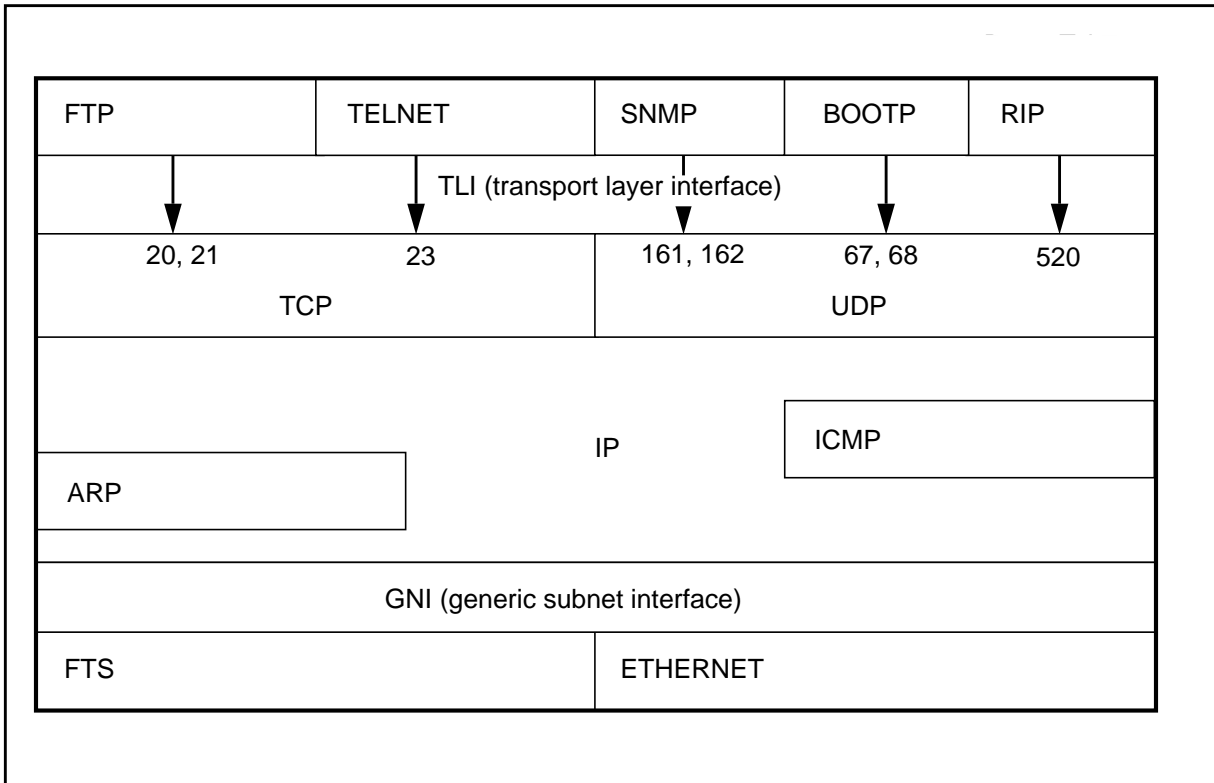 FTP TELNET SNMP BOOTP RIP
TLI (transport layer interface)
20, 21 23 161, 162 67, 68 520
TCP UDP
IP
ICMP
ARP
GNI (generic subnet interface)
FTS ETHERNET